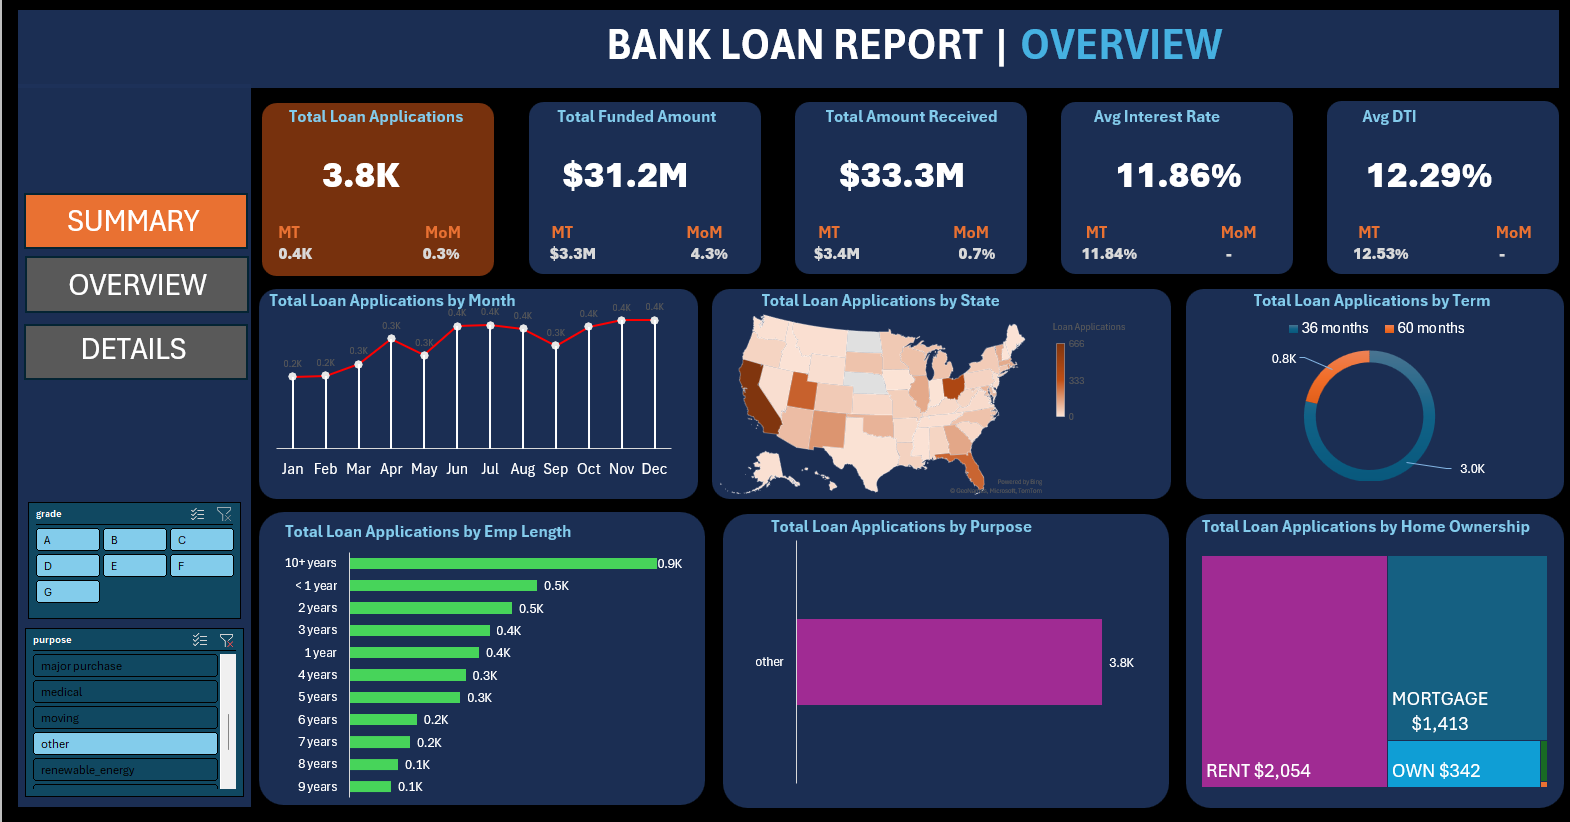 BANK LOAN REPORT | OVERVIEW
SUMMARY
OVERVIEW
DETAILS
grade
A B C
D E F
G
purpose
major purchase
medical
moving
other
renewable_energy
Total Loan Applications
3.8K
MT MoM
0.4K 0.3%
Total Funded Amount
$31.2M
MT MoM
$3.3M 4.3%
Total Amount Received
$33.3M
MT MoM
$3.4M 0.7%
Avg Interest Rate
11.86%
MT MoM
11.84% -
Avg DTI
12.29%
MT MoM
12.53% -
Total Loan Applications by Month
0.2K 0.2K 0.3K 0.3K 0.3K 0.4K 0.4K 0.4K 0.3K 0.4K 0.4K 0.4K
Jan Feb Mar Apr May Jun Jul Aug Sep Oct Nov Dec
Total Loan Applications by State
Loan Applications
666
333
0
Powered by Bing
© GeoNames, Microsoft, TomTom
Total Loan Applications by Term
36 months 60 months
0.8K
3.0K
Total Loan Applications by Emp Length
10+ years 0.9K
< 1 year 0.5K
2 years 0.5K
3 years 0.4K
1 year 0.4K
4 years 0.3K
5 years 0.3K
6 years 0.2K
7 years 0.2K
8 years 0.1K
9 years 0.1K
Total Loan Applications by Purpose
other 3.8K
Total Loan Applications by Home Ownership
MORTGAGE
$1,413
RENT $2,054
OWN $342